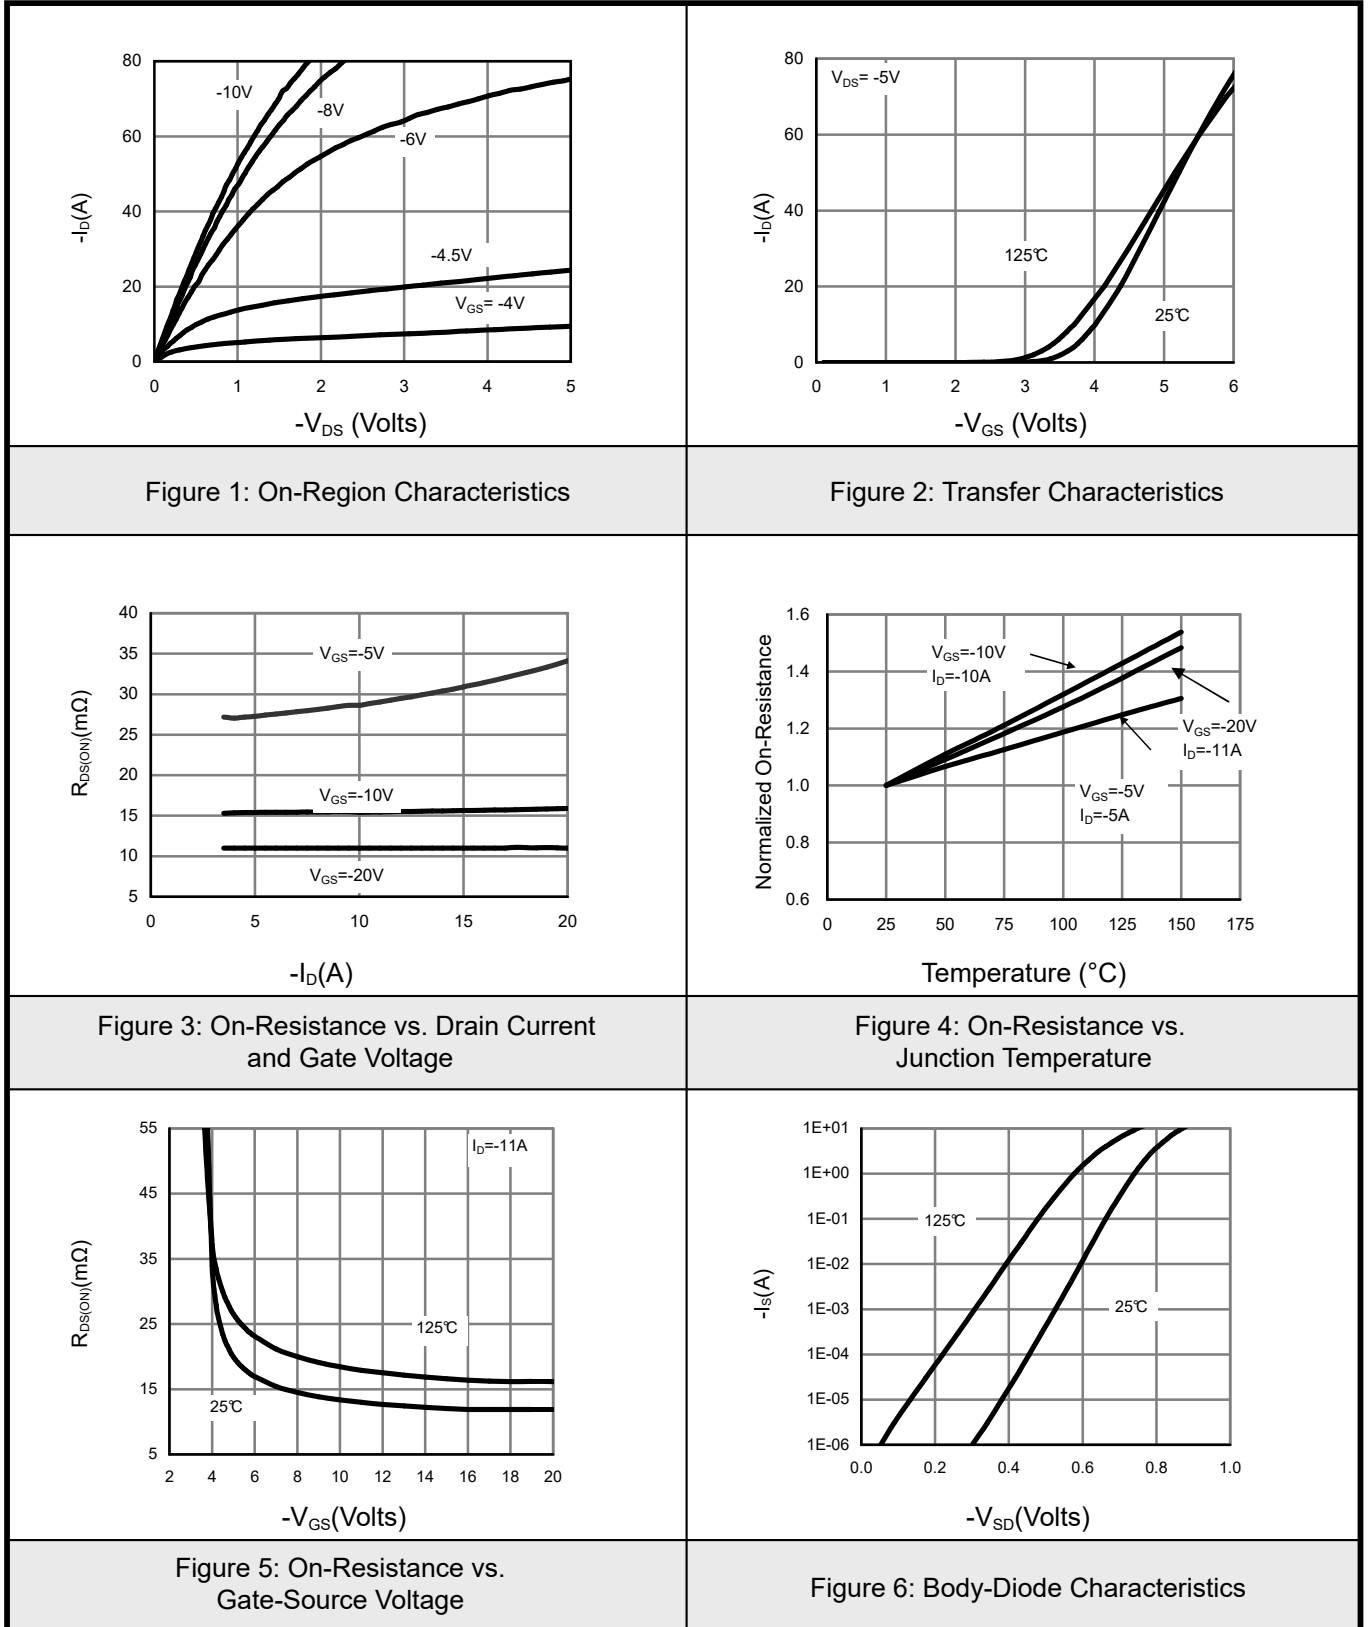 80
60
40
20
0
-I_D(A)
-10V
-8V
-6V
-4.5V
V_GS= -4V
0 1 2 3 4 5
-V_DS (Volts)
Figure 1: On-Region Characteristics
80
60
40
20
0
-I_D(A)
V_DS= -5V
125℃
25℃
0 1 2 3 4 5 6
-V_GS (Volts)
Figure 2: Transfer Characteristics
40
35
30
25
20
15
10
5
R_DS(ON)(mΩ)
V_GS=-5V
V_GS=-10V
V_GS=-20V
0 5 10 15 20
-I_D(A)
Figure 3: On-Resistance vs. Drain Current
and Gate Voltage
1.6
1.4
1.2
1.0
0.8
0.6
Normalized On-Resistance
V_GS=-10V
I_D=-10A
V_GS=-20V
I_D=-11A
V_GS=-5V
I_D=-5A
0 25 50 75 100 125 150 175
Temperature (°C)
Figure 4: On-Resistance vs.
Junction Temperature
55
45
35
25
15
5
R_DS(ON)(mΩ)
I_D=-11A
125℃
25℃
2 4 6 8 10 12 14 16 18 20
-V_GS(Volts)
Figure 5: On-Resistance vs.
Gate-Source Voltage
1E+01
1E+00
1E-01
1E-02
1E-03
1E-04
1E-05
1E-06
-I_S(A)
125℃
25℃
0.0 0.2 0.4 0.6 0.8 1.0
-V_SD(Volts)
Figure 6: Body-Diode Characteristics